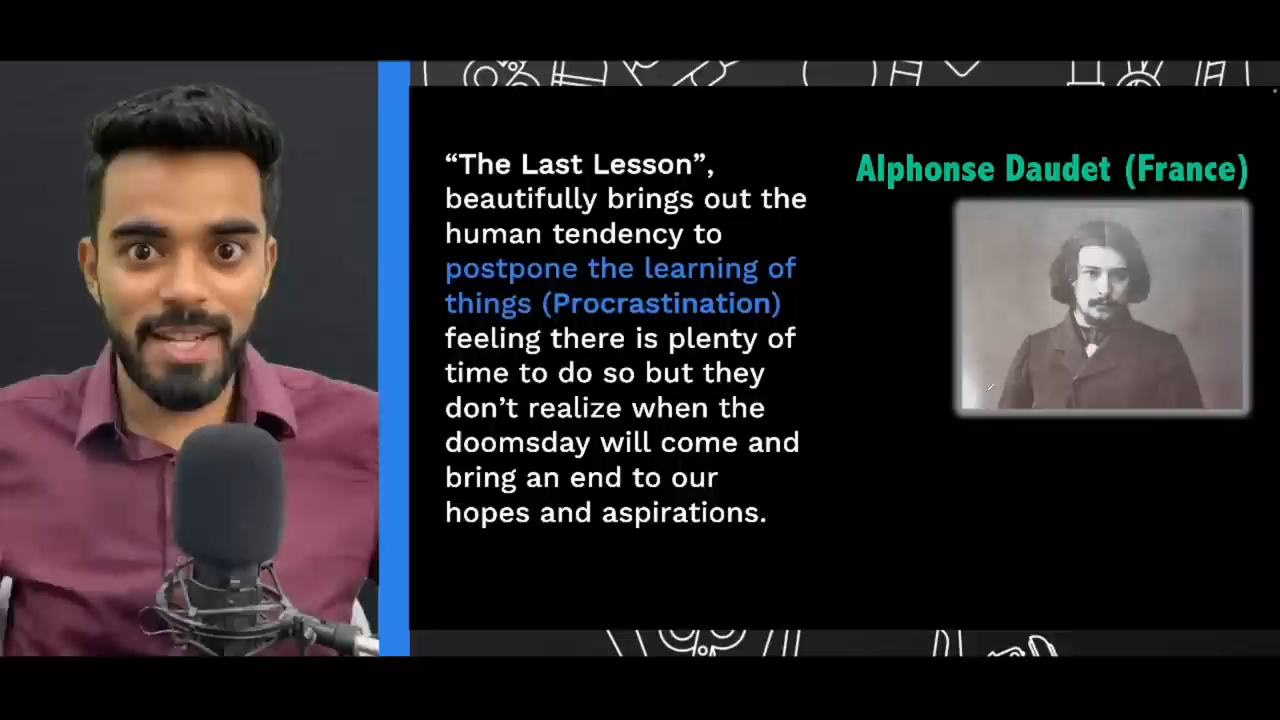 “The Last Lesson”,
beautifully brings out the
human tendency to
postpone the learning of
things (Procrastination)
feeling there is plenty of
time to do so but they
don’t realize when the
doomsday will come and
bring an end to our
hopes and aspirations.
Alphonse Daudet (France)